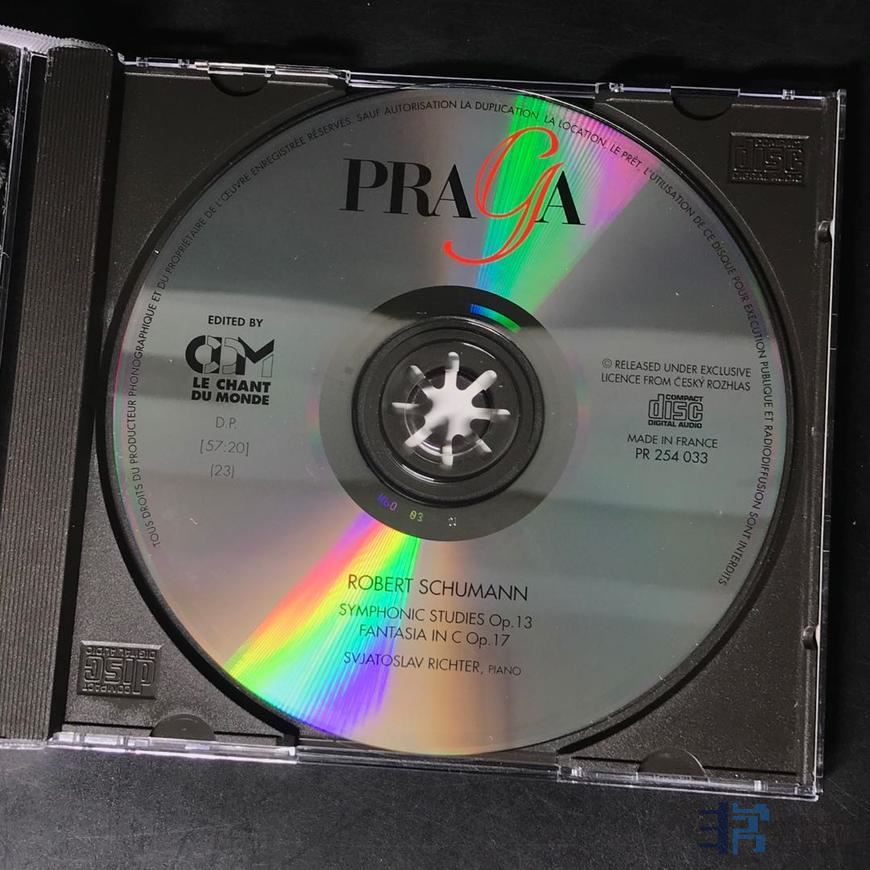 TOUS DROITS DU PRODUCTEUR PHONOGRAPHIQUE ET DU PROPRIÉTAIRE DE L'ŒUVRE ENREGISTRÉE RÉSERVÉS. SAUF AUTORISATION LA DUPLICATION, LA LOCATION, LE PRÊT, L'UTILISATION DE CE DISQUE POUR EXÉCUTION PUBLIQUE ET RADIODIFFUSION SONT INTERDITS
PRAGA
EDITED BY
CDM
LE CHANT
DU MONDE
D.P.
[57:20]
(23)
© RELEASED UNDER EXCLUSIVE
LICENCE FROM ČESKÝ ROZHLAS
COMPACT
disc
DIGITAL AUDIO
MADE IN FRANCE
PR 254 033
ROBERT SCHUMANN
SYMPHONIC STUDIES Op.13
FANTASIA IN C Op.17
SVJATOSLAV RICHTER, PIANO
COMPACT
disc
DIGITAL AUDIO
COMPACT
disc
DIGITAL AUDIO